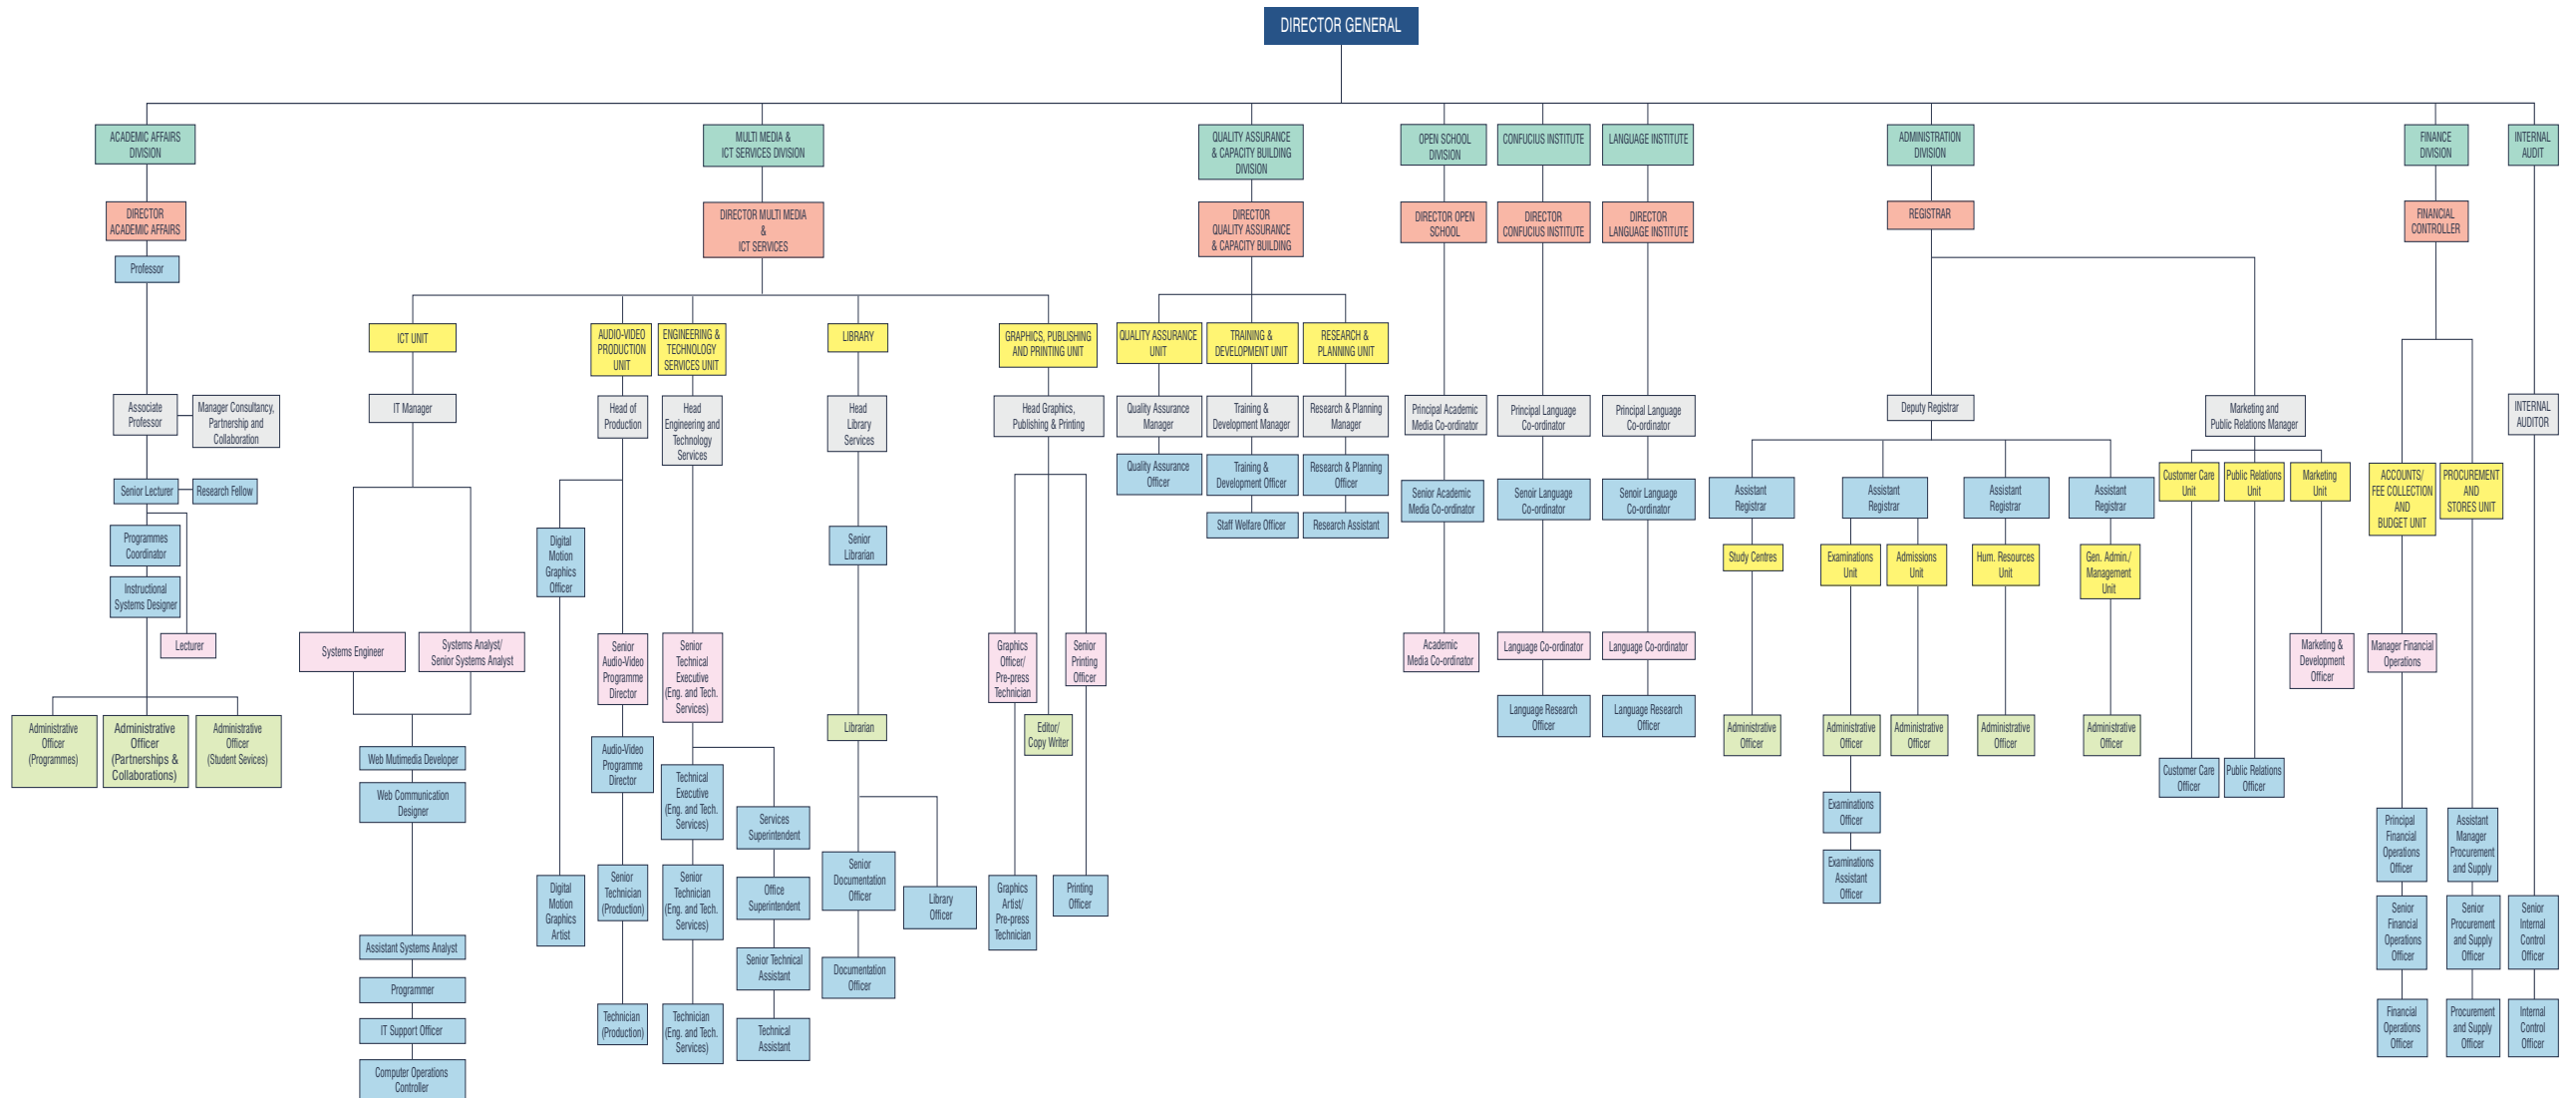 DIRECTOR GENERAL
ACADEMIC AFFAIRS
DIVISION
MULTI MEDIA &
ICT SERVICES DIVISION
QUALITY ASSURANCE
& CAPACITY BUILDING
DIVISION
OPEN SCHOOL
DIVISION
CONFUCIUS INSTITUTE
LANGUAGE INSTITUTE
ADMINISTRATION
DIVISION
FINANCE
DIVISION
INTERNAL
AUDIT
DIRECTOR
ACADEMIC AFFAIRS
DIRECTOR MULTI MEDIA
&
ICT SERVICES
DIRECTOR
QUALITY ASSURANCE
& CAPACITY BUILDING
DIRECTOR OPEN
SCHOOL
DIRECTOR
CONFUCIUS INSTITUTE
DIRECTOR
LANGUAGE INSTITUTE
REGISTRAR
FINANCIAL
CONTROLLER
Professor
ICT UNIT
AUDIO-VIDEO
PRODUCTION
UNIT
ENGINEERING &
TECHNOLOGY
SERVICES UNIT
LIBRARY
GRAPHICS, PUBLISHING
AND PRINTING UNIT
QUALITY ASSURANCE
UNIT
TRAINING &
DEVELOPMENT UNIT
RESEARCH &
PLANNING UNIT
Associate
Professor
Manager Consultancy,
Partnership and
Collaboration
IT Manager
Head of
Production
Head
Engineering and
Technology
Services
Head
Library
Services
Head Graphics,
Publishing & Printing
Quality Assurance
Manager
Training &
Development Manager
Research & Planning
Manager
Principal Academic
Media Co-ordinator
Principal Language
Co-ordinator
Principal Language
Co-ordinator
Deputy Registrar
Marketing and
Public Relations Manager
INTERNAL
AUDITOR
Quality Assurance
Officer
Training &
Development Officer
Research & Planning
Officer
Customer Care
Unit
Public Relations
Unit
Marketing
Unit
ACCOUNTS/
FEE COLLECTION
AND
BUDGET UNIT
PROCUREMENT
AND
STORES UNIT
Senior Lecturer
Research Fellow
Senior Academic
Media Co-ordinator
Senoir Language
Co-ordinator
Senoir Language
Co-ordinator
Assistant
Registrar
Assistant
Registrar
Assistant
Registrar
Assistant
Registrar
Staff Welfare Officer
Research Assistant
Programmes
Coordinator
Digital
Motion
Graphics
Officer
Senior
Librarian
Study Centres
Examinations
Unit
Admissions
Unit
Hum. Resources
Unit
Gen. Admin./
Management
Unit
Instructional
Systems Designer
Lecturer
Systems Engineer
Systems Analyst/
Senior Systems Analyst
Senior
Audio-Video
Programme
Director
Senior
Technical
Executive
(Eng. and Tech.
Services)
Graphics
Officer/
Pre-press
Technician
Senior
Printing
Officer
Academic
Media Co-ordinator
Language Co-ordinator
Language Co-ordinator
Marketing &
Development
Officer
Manager Financial
Operations
Language Research
Officer
Language Research
Officer
Administrative
Officer
(Programmes)
Administrative
Officer
(Partnerships &
Collaborations)
Administrative
Officer
(Student Sevices)
Librarian
Editor/
Copy Writer
Administrative
Officer
Administrative
Officer
Administrative
Officer
Administrative
Officer
Administrative
Officer
Web Mutimedia Developer
Audio-Video
Programme
Director
Technical
Executive
(Eng. and Tech.
Services)
Customer Care
Officer
Public Relations
Officer
Web Communication
Designer
Services
Superintendent
Examinations
Officer
Principal
Financial
Operations
Officer
Assistant
Manager
Procurement
and Supply
Senior
Documentation
Officer
Examinations
Assistant
Officer
Digital
Motion
Graphics
Artist
Senior
Technician
(Production)
Senior
Technician
(Eng. and Tech.
Services)
Office
Superintendent
Library
Officer
Graphics
Artist/
Pre-press
Technician
Printing
Officer
Senior
Financial
Operations
Officer
Senior
Procurement
and Supply
Officer
Senior
Internal
Control
Officer
Assistant Systems Analyst
Senior Technical
Assistant
Documentation
Officer
Programmer
Technician
(Production)
Technician
(Eng. and Tech.
Services)
Technical
Assistant
Financial
Operations
Officer
Procurement
and Supply
Officer
Internal
Control
Officer
IT Support Officer
Computer Operations
Controller